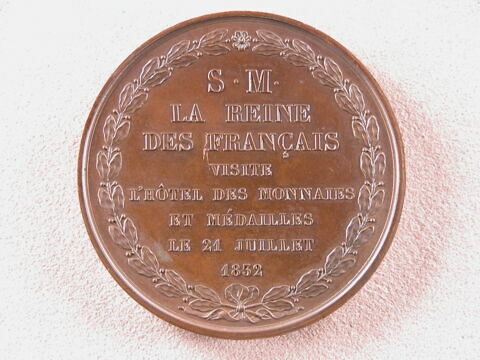 S · M·
LA REINE
DES FRANÇAIS
VISITE
L'HÔTEL DES MONNAIES
ET MÉDAILLES
LE 21 JUILLET
1832